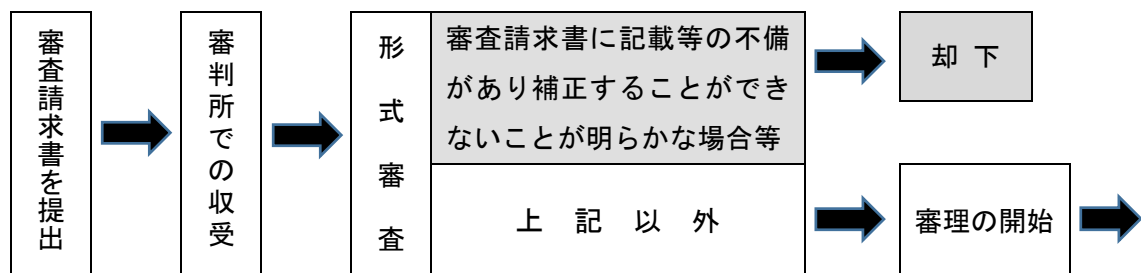 審査請求書を提出
審判所での収受
形式審査
審査請求書に記載等の不備
があり補正することができ
ないことが明らかな場合等
却下
上記以外
審理の開始